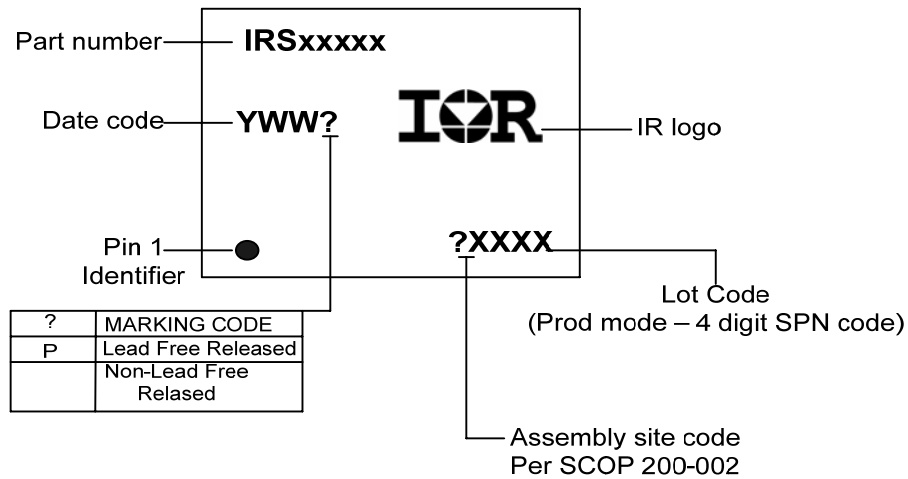 Part number
IRSxxxxx
Date code
YWW?
IOR
IR logo
Pin 1
Identifier
?XXXX
Lot Code
(Prod mode – 4 digit SPN code)
? MARKING CODE
P Lead Free Released
Non-Lead Free
Relased
Assembly site code
Per SCOP 200-002